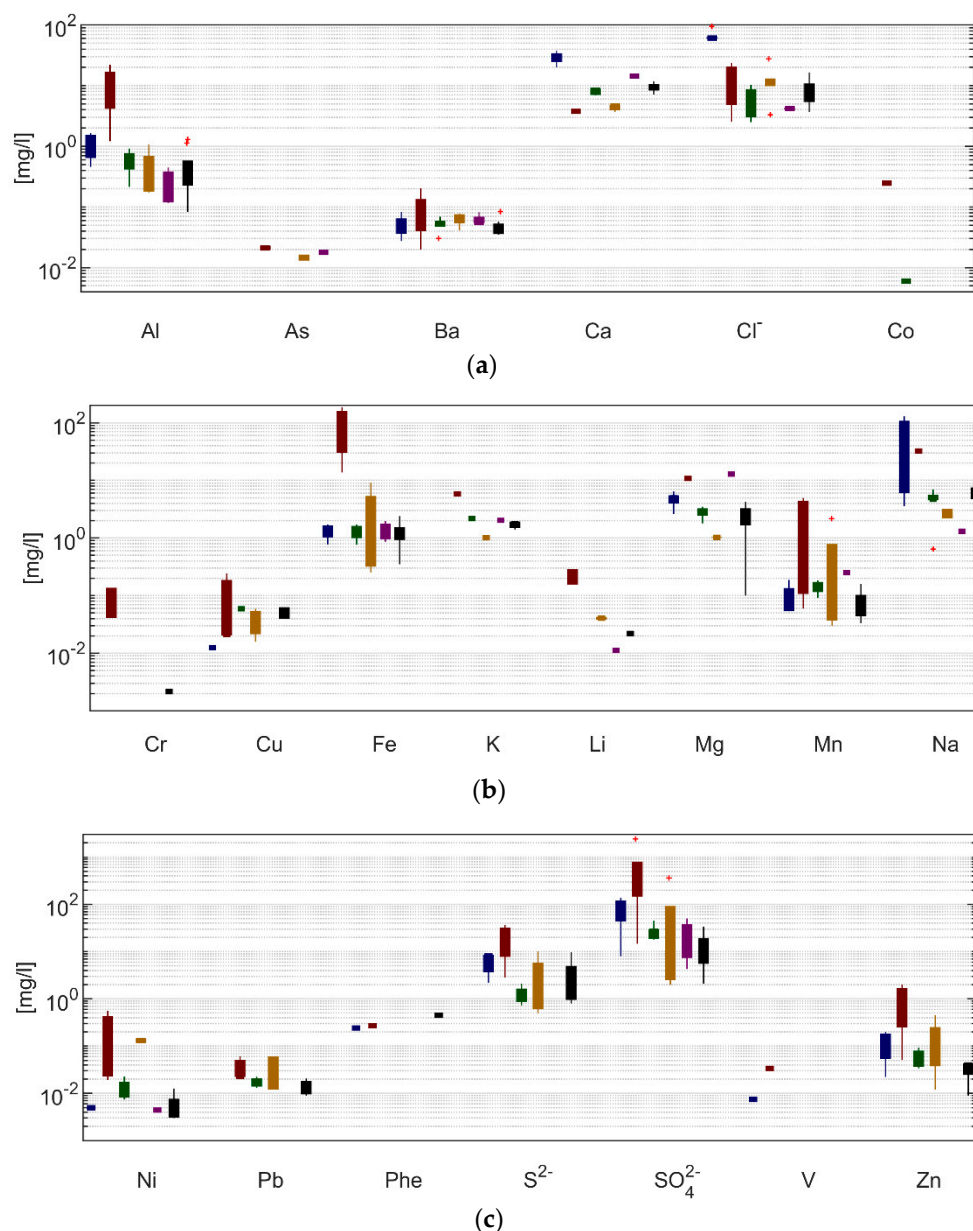 10²
10⁰
10⁻²
[mg/l]
Al As Ba Ca Cl⁻ Co
(a)
10²
10⁰
10⁻²
[mg/l]
Cr Cu Fe K Li Mg Mn Na
(b)
10²
10⁰
10⁻²
[mg/l]
Ni Pb Phe S²⁻ SO₄²⁻ V Zn
(c)